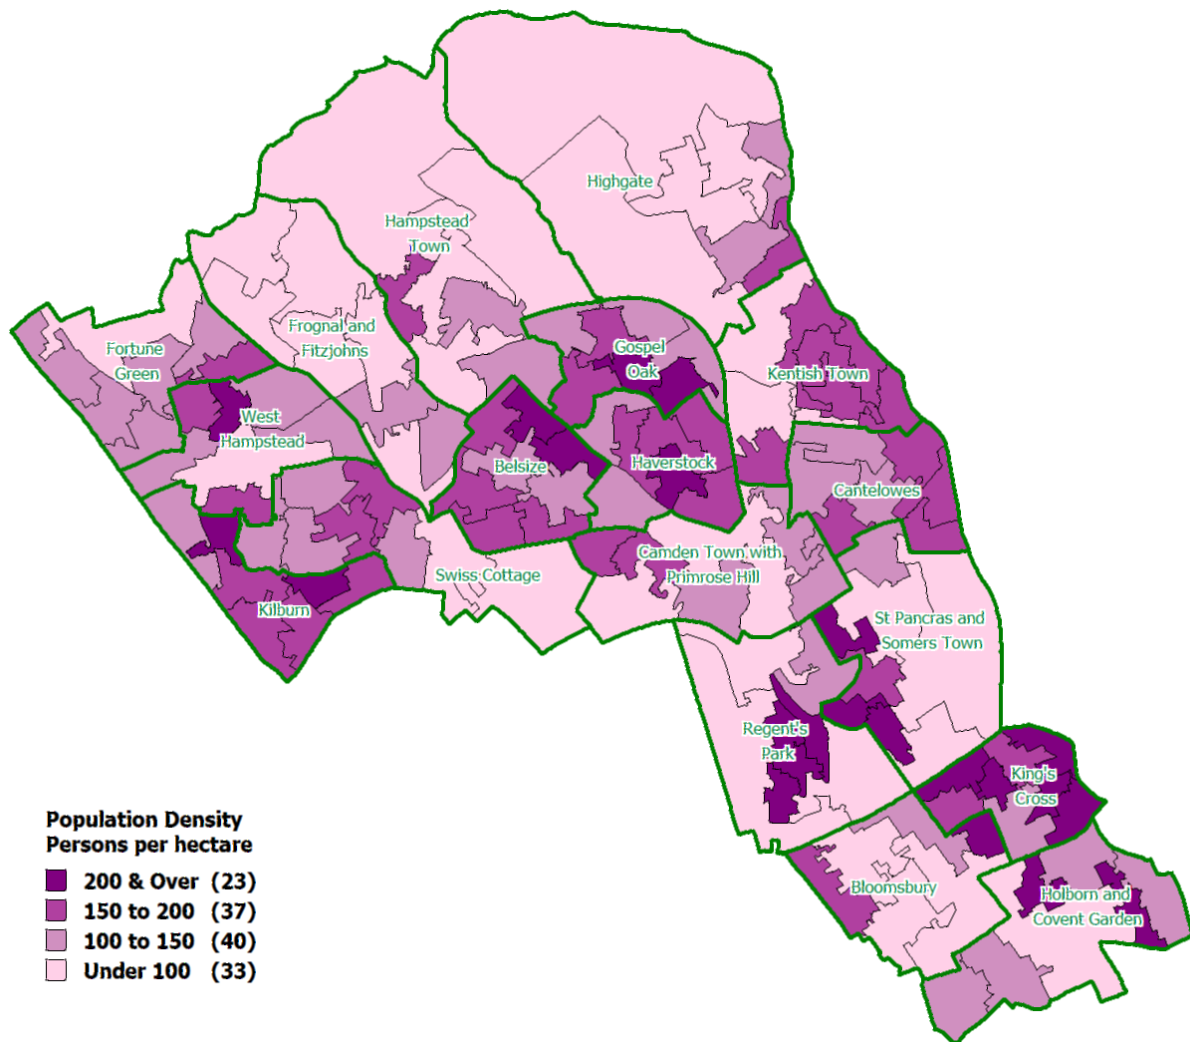 Highgate
Hampstead
Town
Frognal and
Fitzjohns
Fortune
Green
Gospel
Oak
Kentish Town
West
Hampstead
Belsize
Haverstock
Cantelowes
Camden Town with
Primrose Hill
Swiss Cottage
Kilburn
St Pancras and
Somers Town
Regent's
Park
King's
Cross
Bloomsbury
Holborn and
Covent Garden
Population Density
Persons per hectare
200 & Over (23)
150 to 200 (37)
100 to 150 (40)
Under 100 (33)